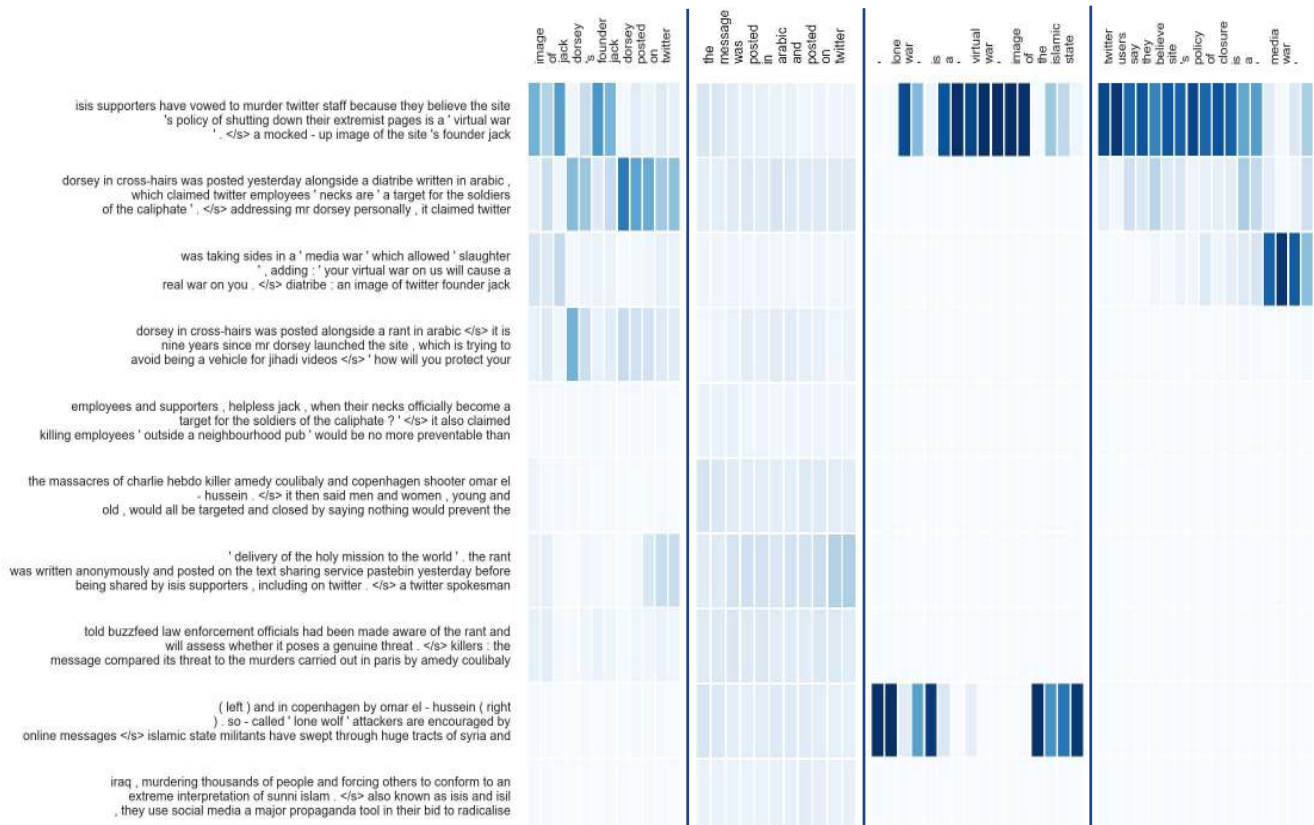 image
of
jack
dorsey
's
founder
jack
dorsey
posted
on
twitter
the
message
was
posted
in
arabic
and
posted
on
twitter
'
lone
war
'
is
a
'
virtual
war
'
image
of
the
islamic
state
twitter
users
say
they
believe
site
's
policy
of
closure
is
a
'
media
war
'
isis supporters have vowed to murder twitter staff because they believe the site
's policy of shutting down their extremist pages is a ' virtual war
' . </s> a mocked - up image of the site 's founder jack
dorsey in cross-hairs was posted yesterday alongside a diatribe written in arabic ,
which claimed twitter employees ' necks are ' a target for the soldiers
of the caliphate ' . </s> addressing mr dorsey personally , it claimed twitter
was taking sides in a ' media war ' which allowed ' slaughter
' , adding : ' your virtual war on us will cause a
real war on you . </s> diatribe : an image of twitter founder jack
dorsey in cross-hairs was posted alongside a rant in arabic </s> it is
nine years since mr dorsey launched the site , which is trying to
avoid being a vehicle for jihadi videos </s> ' how will you protect your
employees and supporters , helpless jack , when their necks officially become a
target for the soldiers of the caliphate ? ' </s> it also claimed
killing employees ' outside a neighbourhood pub ' would be no more preventable than
the massacres of charlie hebdo killer amedy coulibaly and copenhagen shooter omar el
- hussein . </s> it then said men and women , young and
old , would all be targeted and closed by saying nothing would prevent the
' delivery of the holy mission to the world ' . the rant
was written anonymously and posted on the text sharing service pastebin yesterday before
being shared by isis supporters , including on twitter . </s> a twitter spokesman
told buzzfeed law enforcement officials had been made aware of the rant and
will assess whether it poses a genuine threat . </s> killers : the
message compared its threat to the murders carried out in paris by amedy coulibaly
( left ) and in copenhagen by omar el - hussein ( right
) . so - called ' lone wolf ' attackers are encouraged by
online messages </s> islamic state militants have swept through huge tracts of syria and
iraq , murdering thousands of people and forcing others to conform to an
extreme interpretation of sunni islam . </s> also known as isis and isil
, they use social media a major propaganda tool in their bid to radicalise